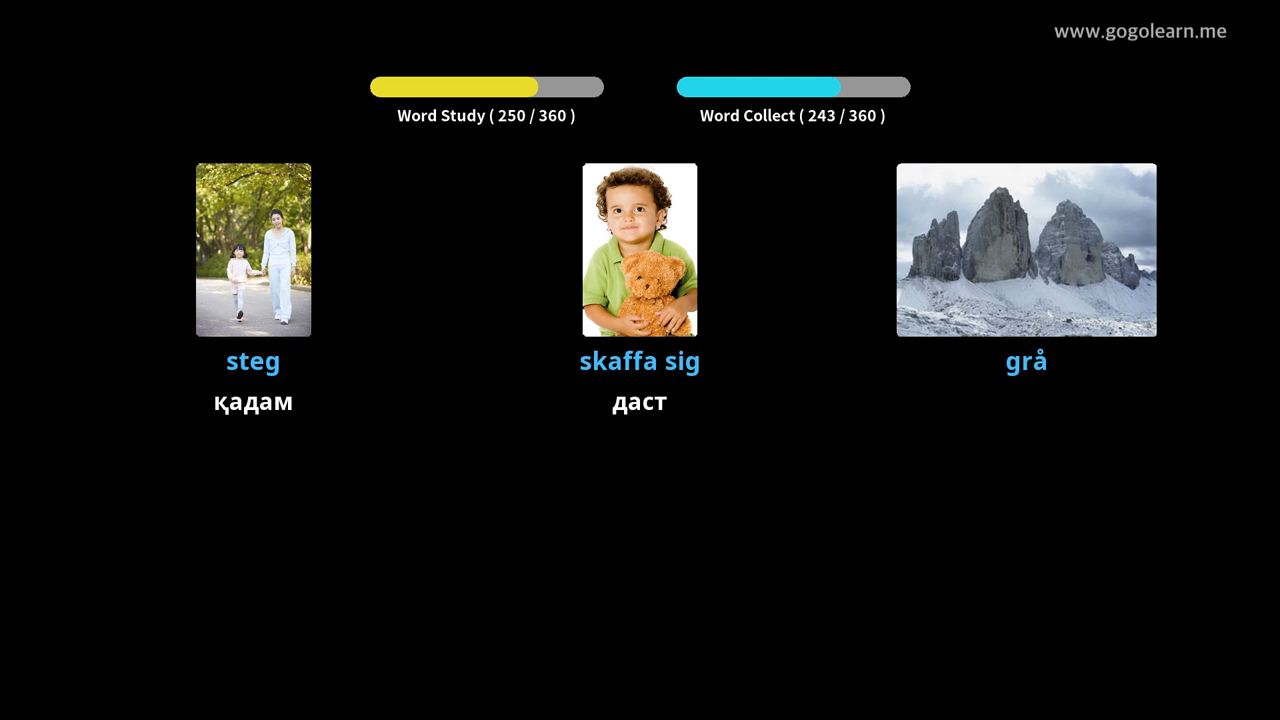 www.gogolearn.me
Word Study ( 250 / 360 )
Word Collect ( 243 / 360 )
steg
skaffa sig
grå
қадам
даст